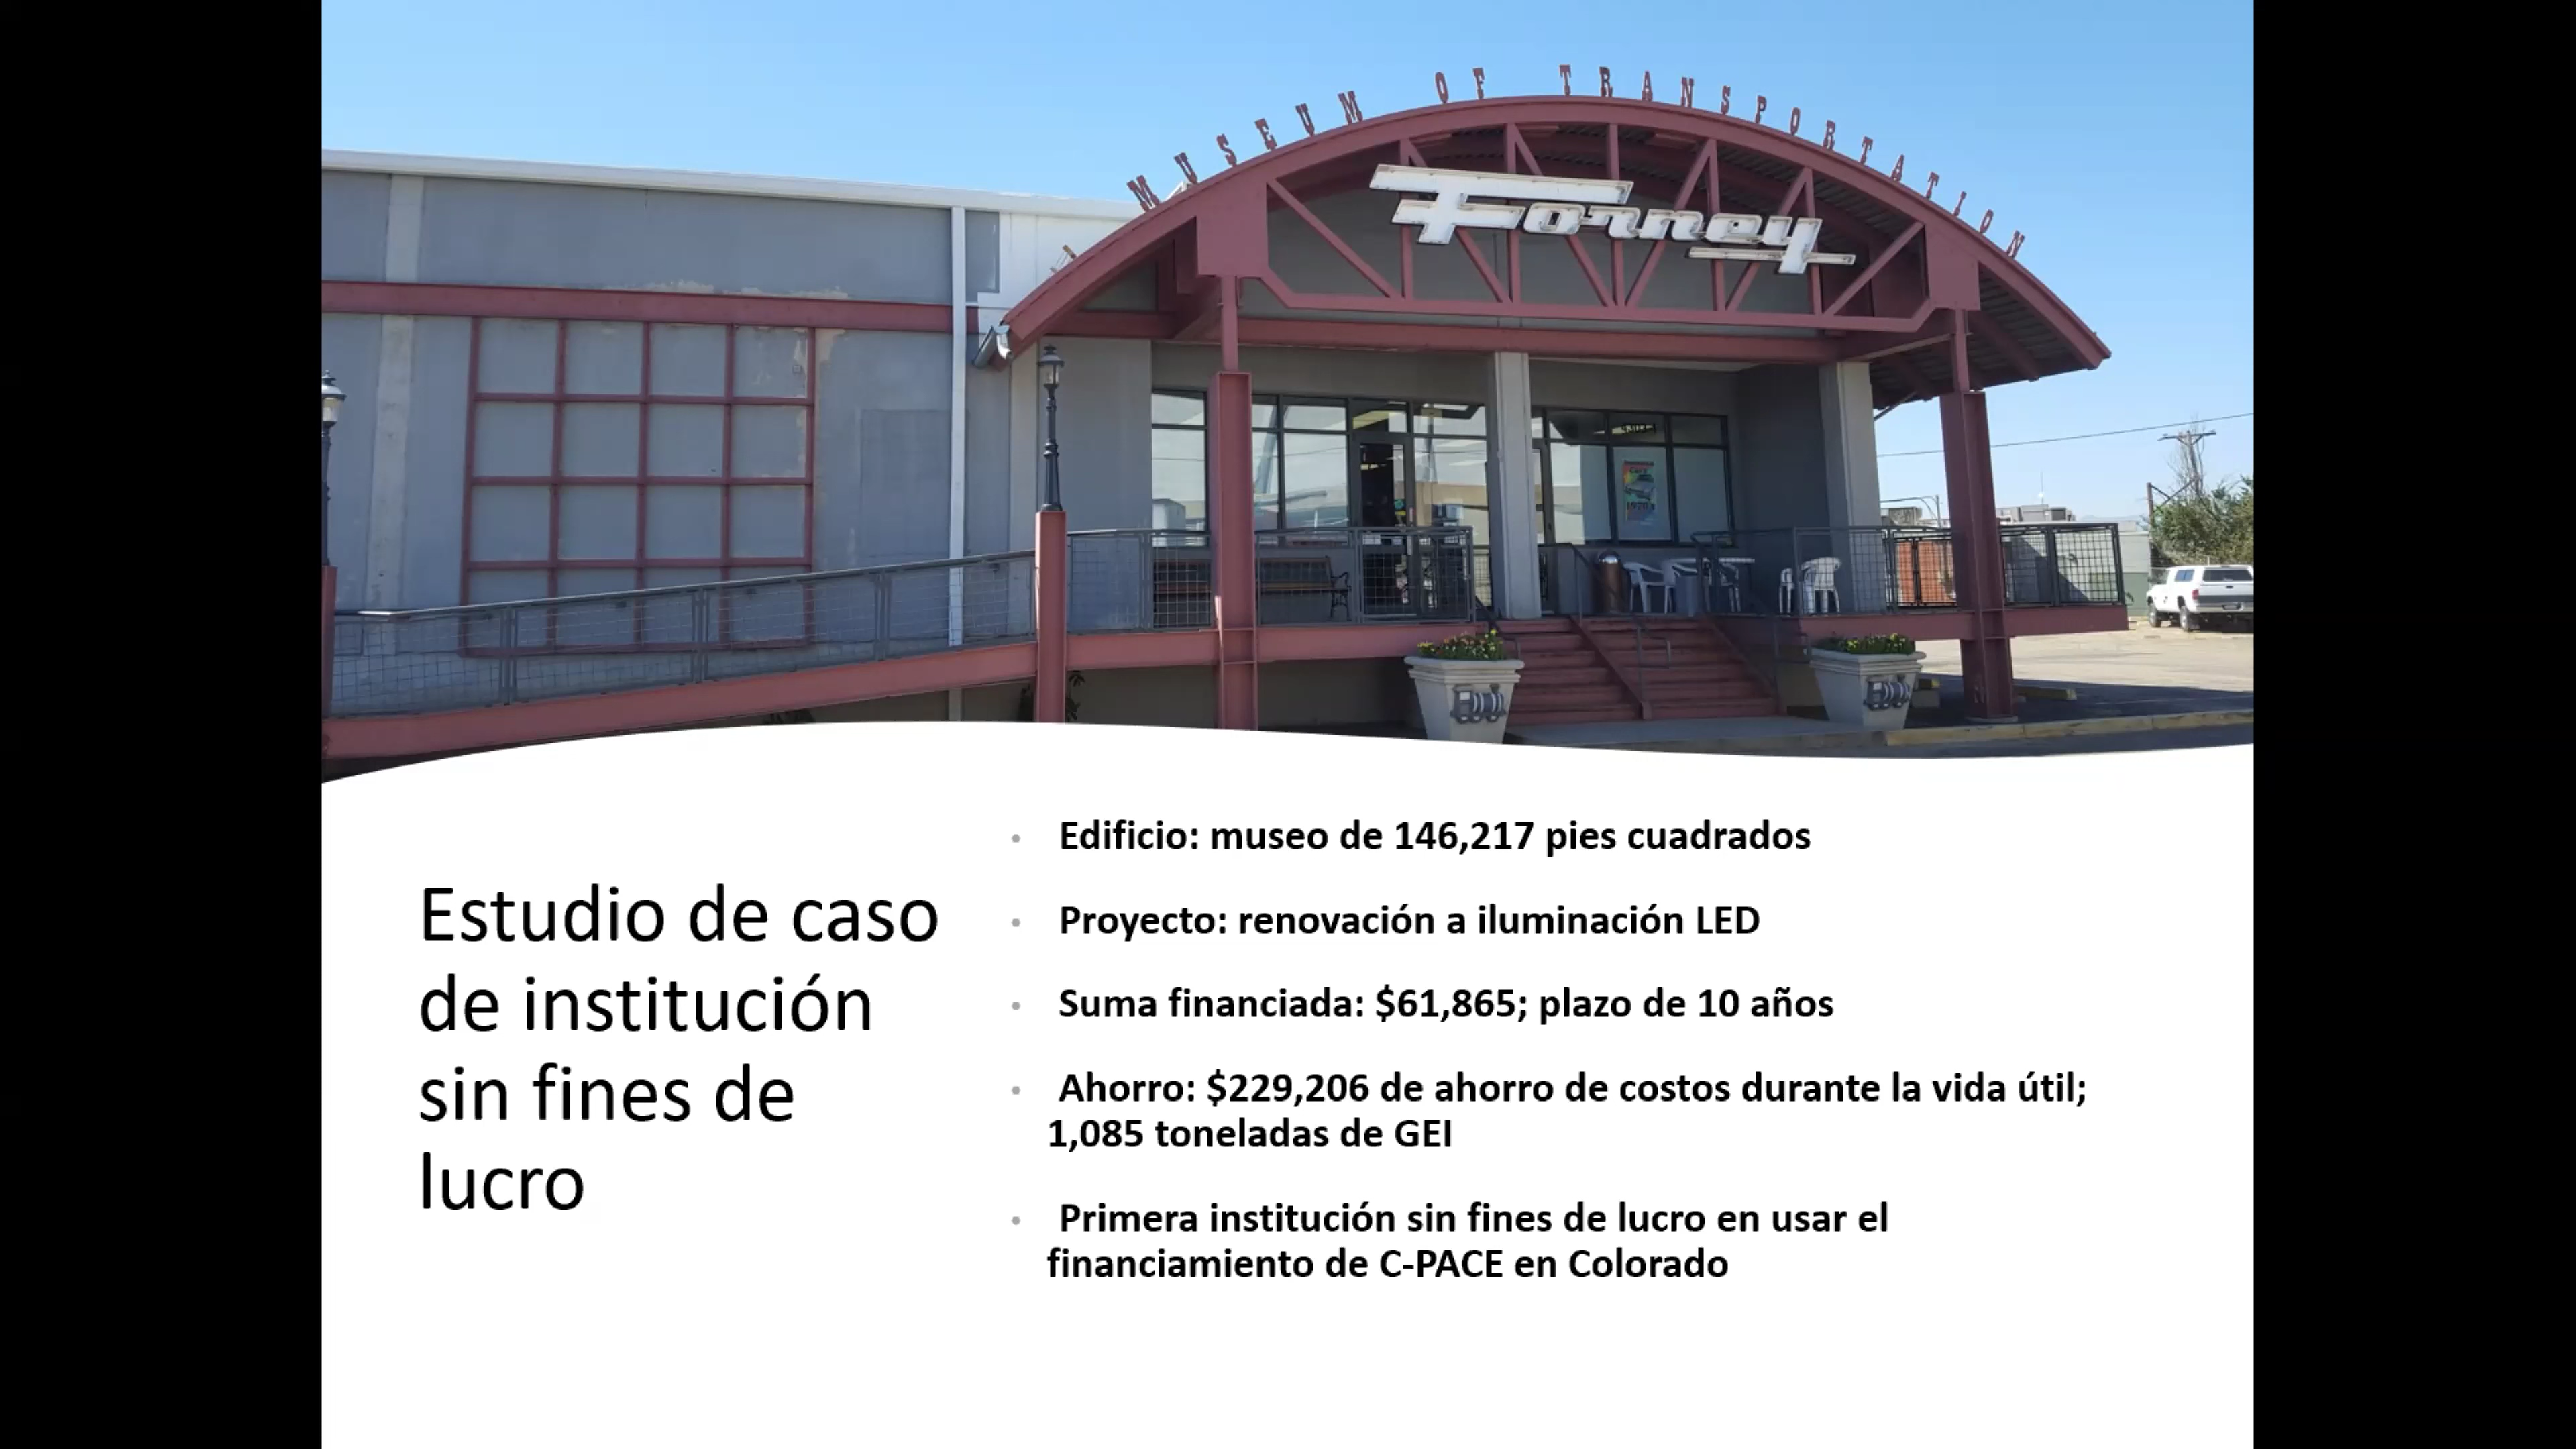 MUSEUM OF TRANSPORTATION
Forney
Estudio de caso
de institución
sin fines de
lucro
• Edificio: museo de 146,217 pies cuadrados
• Proyecto: renovación a iluminación LED
• Suma financiada: $61,865; plazo de 10 años
• Ahorro: $229,206 de ahorro de costos durante la vida útil;
1,085 toneladas de GEI
• Primera institución sin fines de lucro en usar el
financiamiento de C-PACE en Colorado